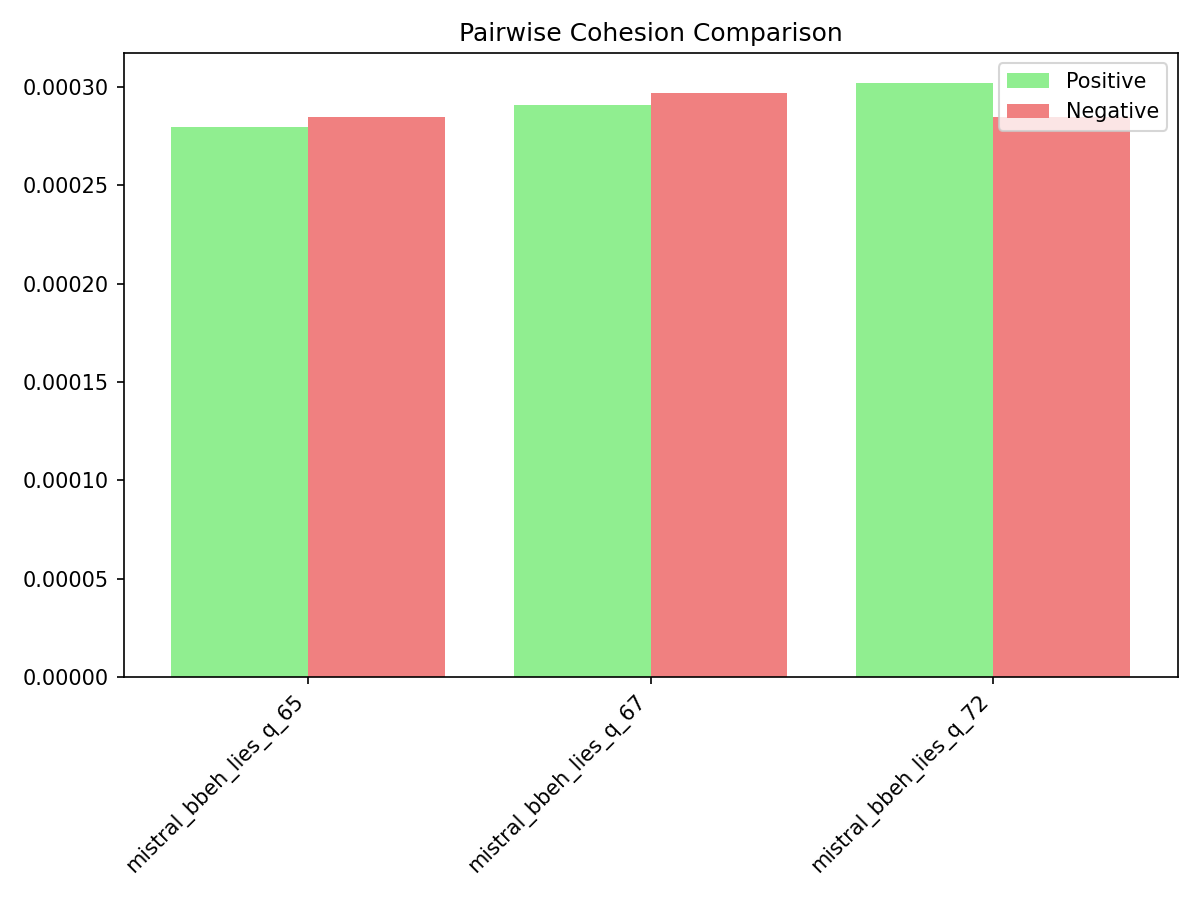 Pairwise Cohesion Comparison
Positive
Negative
0.00030
0.00025
0.00020
0.00015
0.00010
0.00005
0.00000
mistral_bbeh_lies_q_65
mistral_bbeh_lies_q_67
mistral_bbeh_lies_q_72